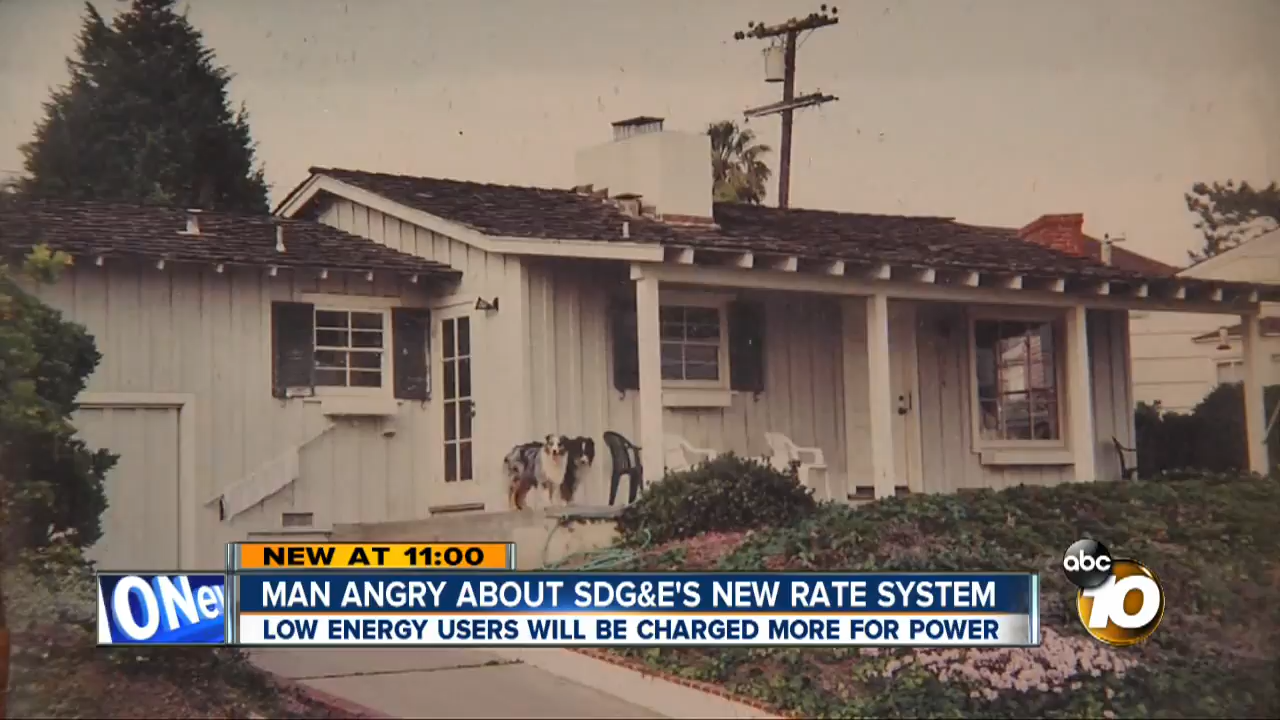 NEW AT 11:00
MAN ANGRY ABOUT SDG&E'S NEW RATE SYSTEM
LOW ENERGY USERS WILL BE CHARGED MORE FOR POWER
abc
10